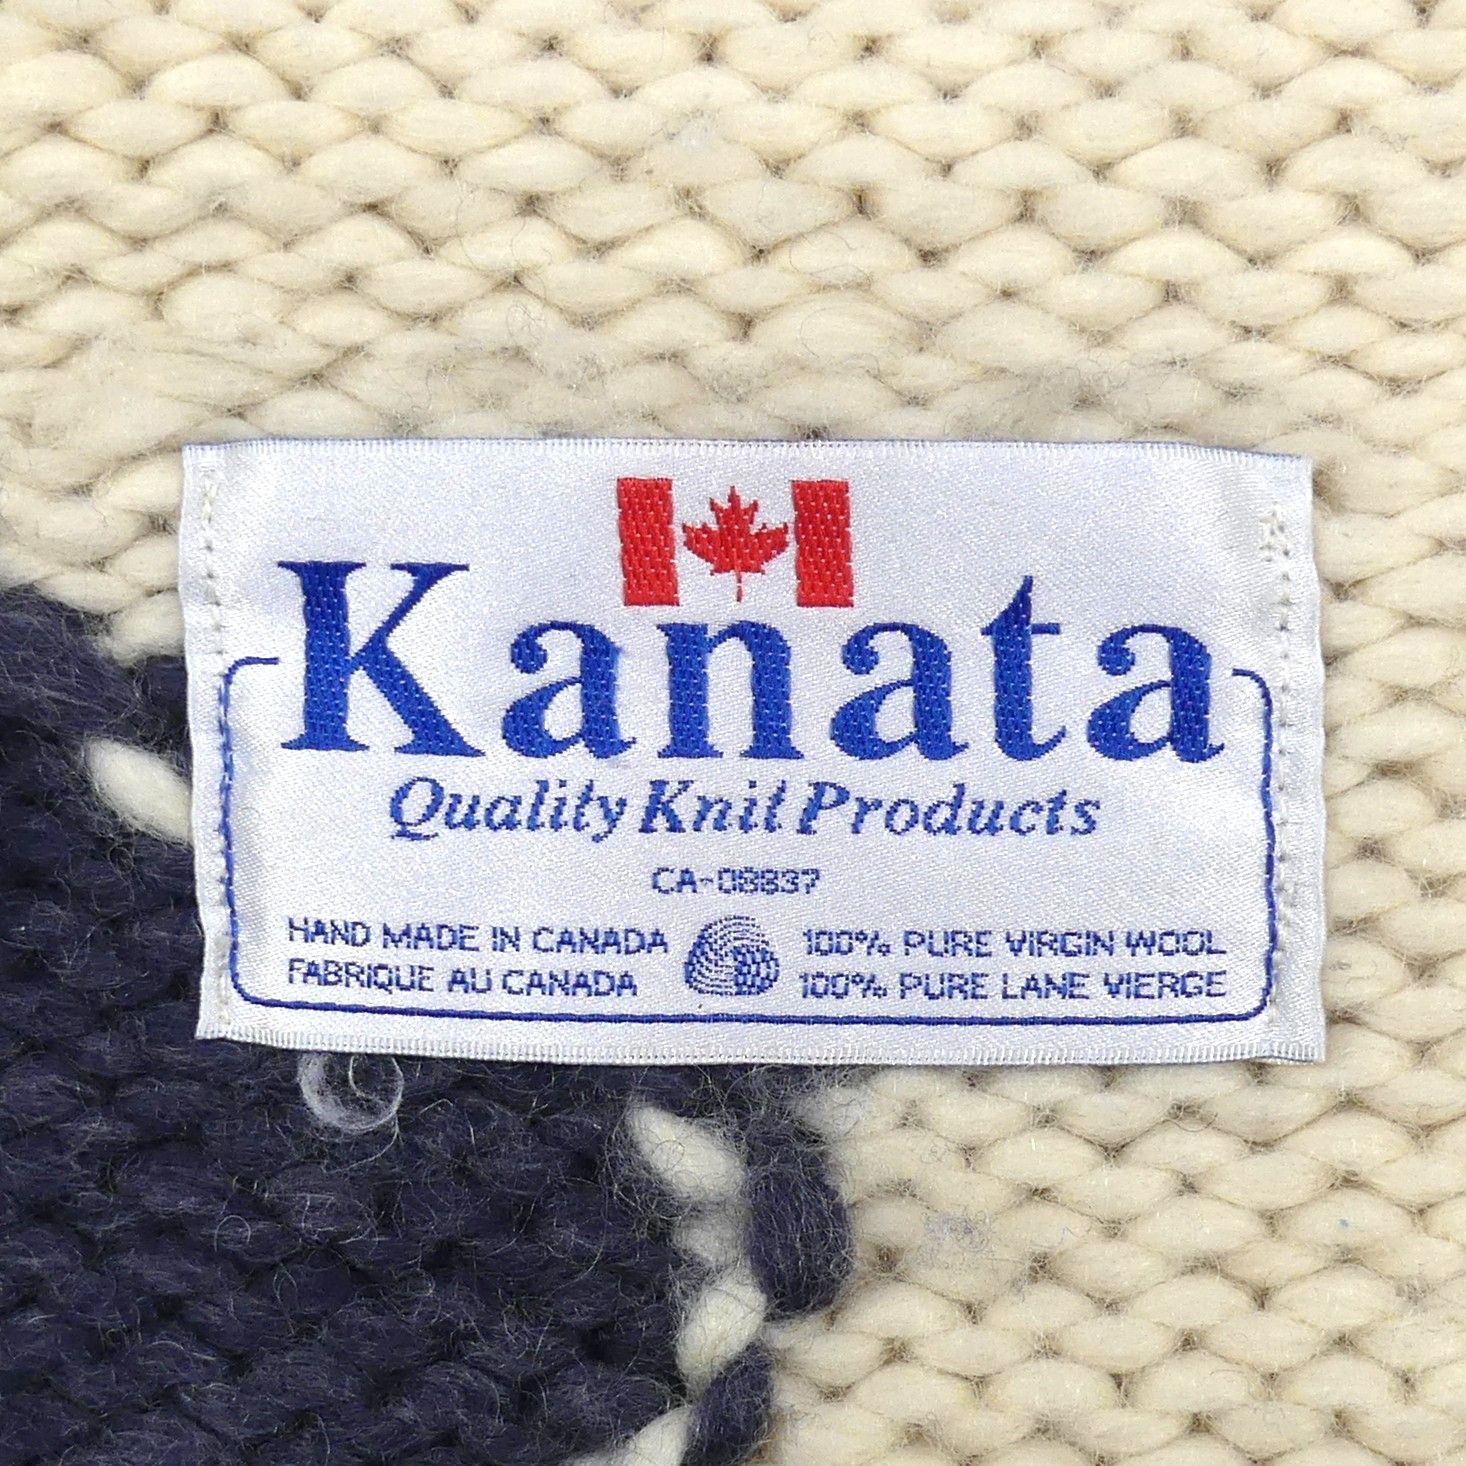 Kanata
Quality Knit Products
CA-08837
HAND MADE IN CANADA
FABRIQUE AU CANADA
100% PURE VIRGIN WOOL
100% PURE LANE VIERGE